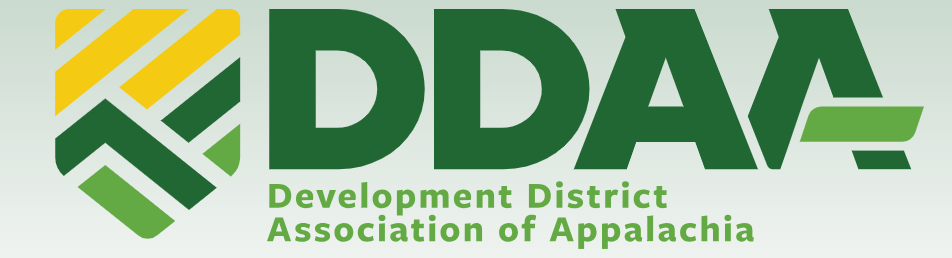 DDAA
Development District
Association of Appalachia